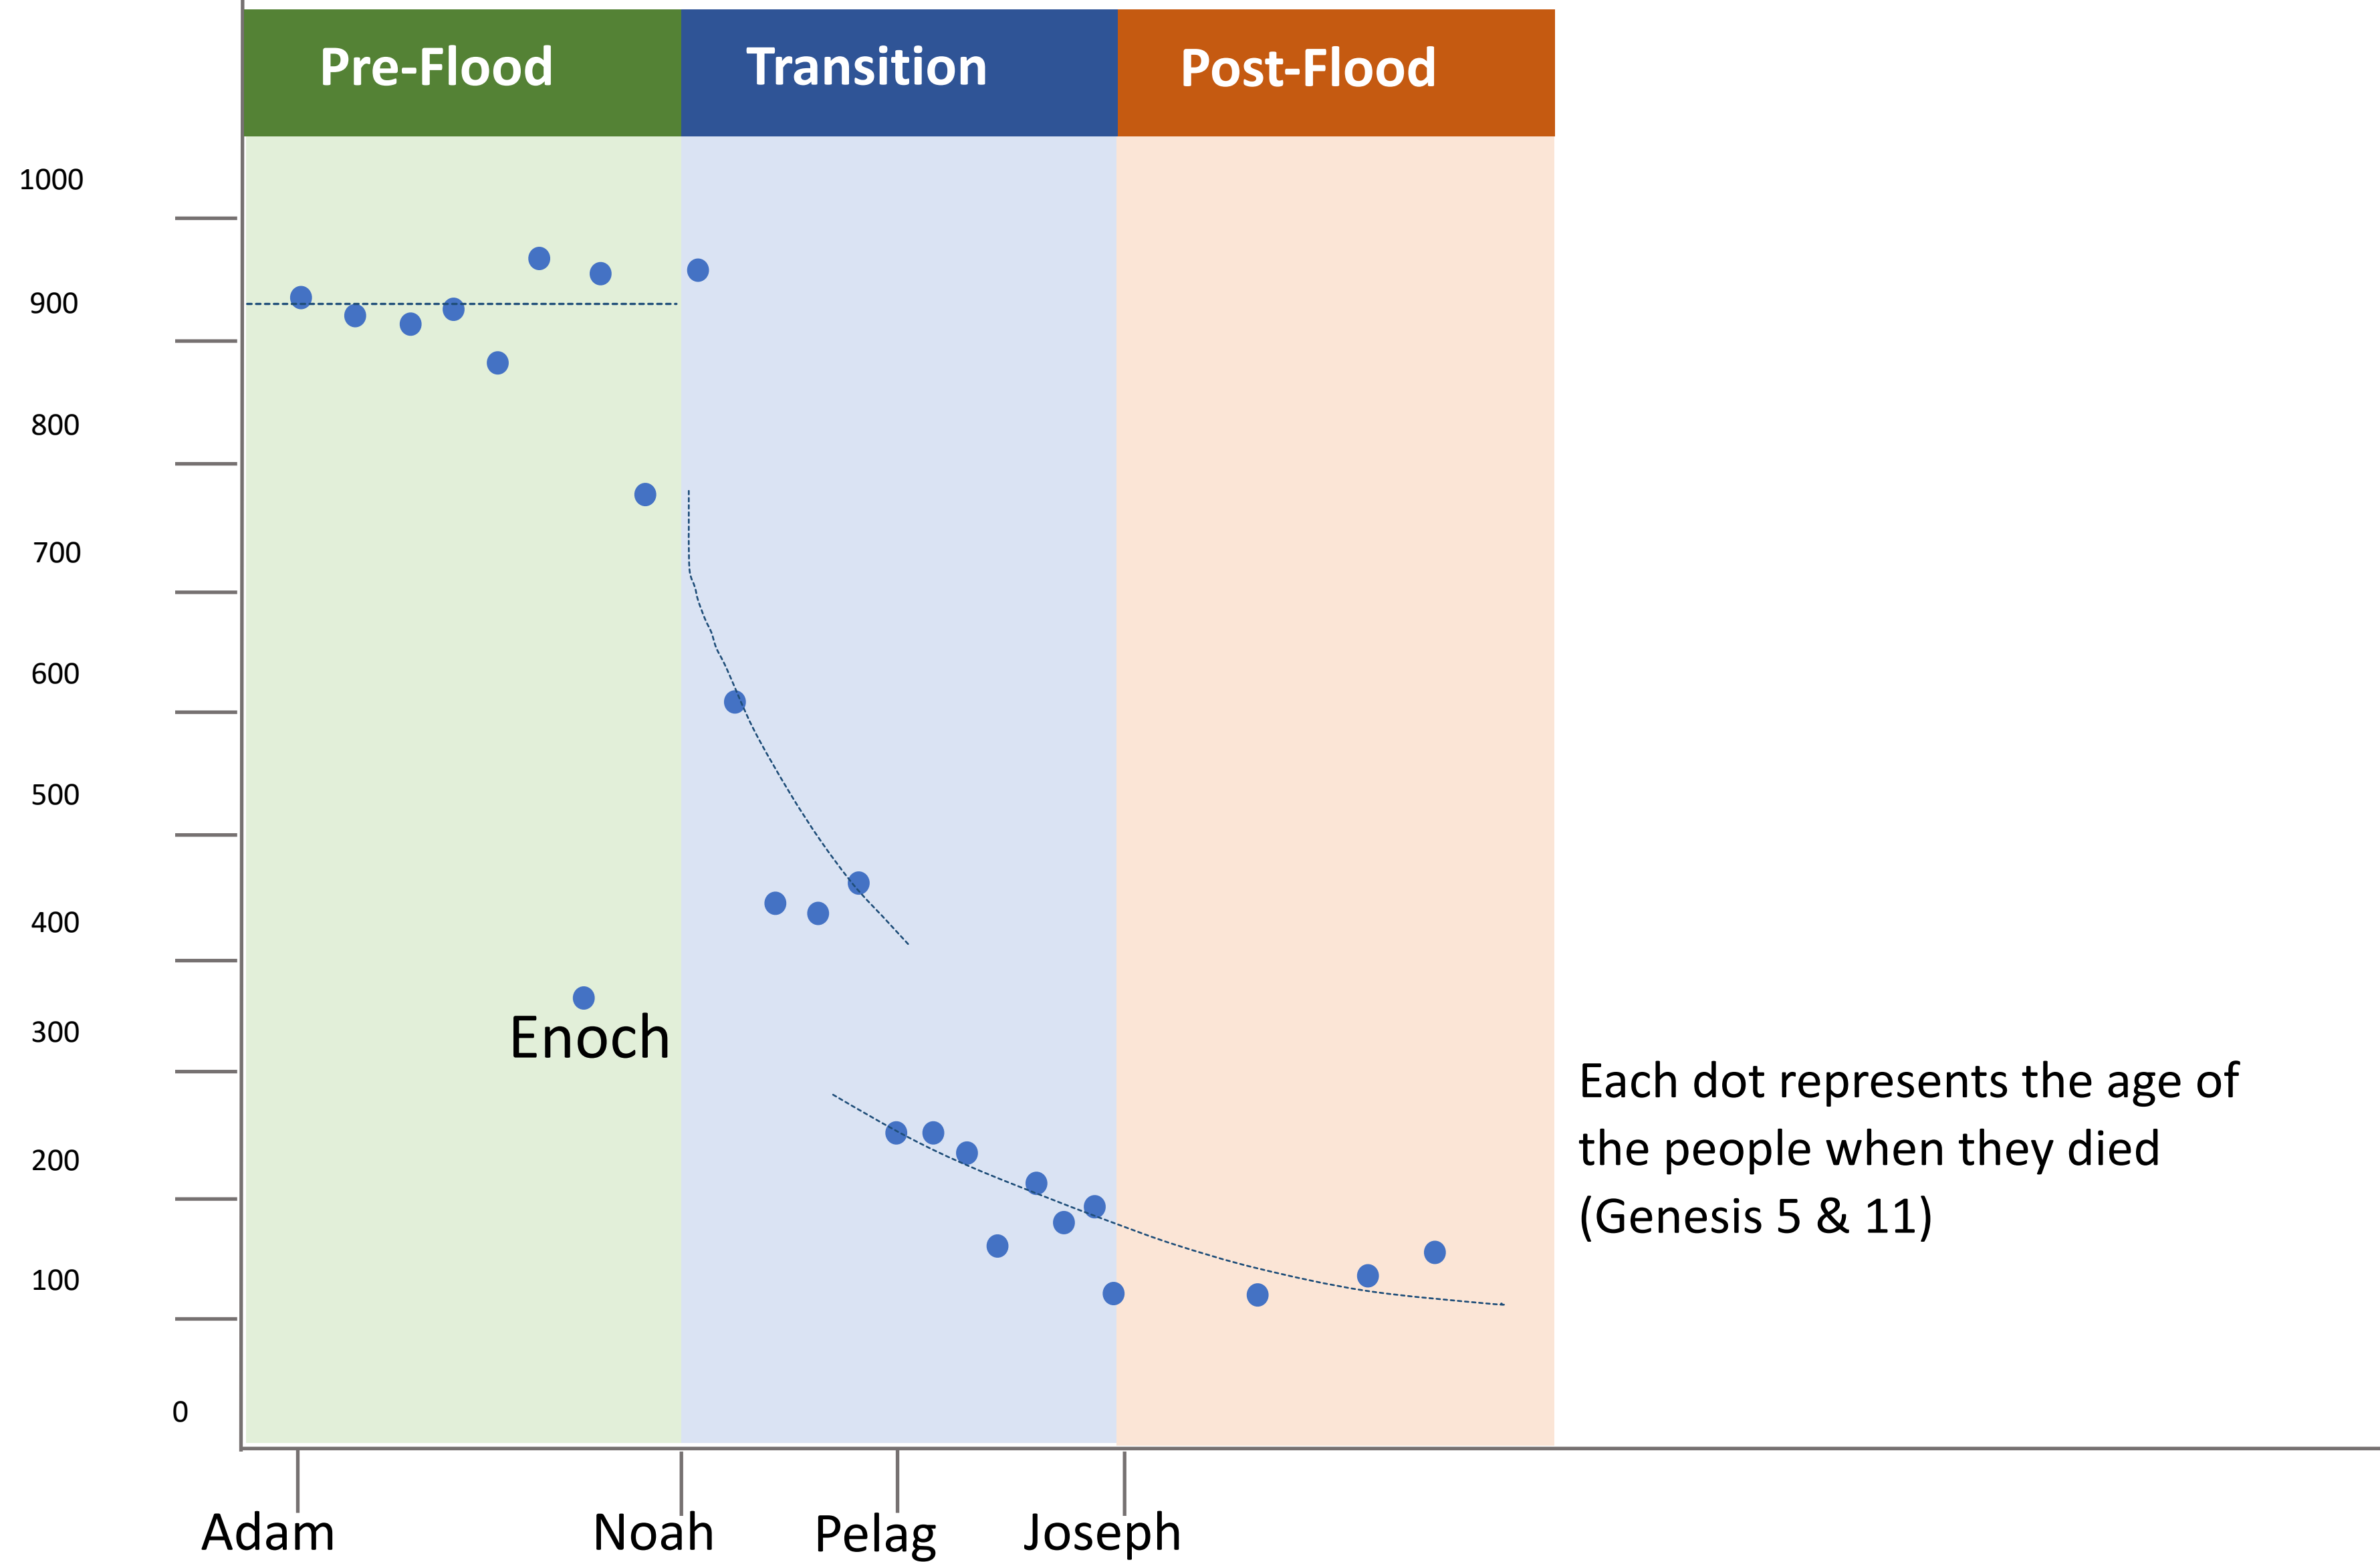 Pre-Flood
Transition
Post-Flood
1000
900
800
700
600
500
400
300
200
100
0
Enoch
Each dot represents the age of
the people when they died
(Genesis 5 & 11)
Adam
Noah
Pelag
Joseph